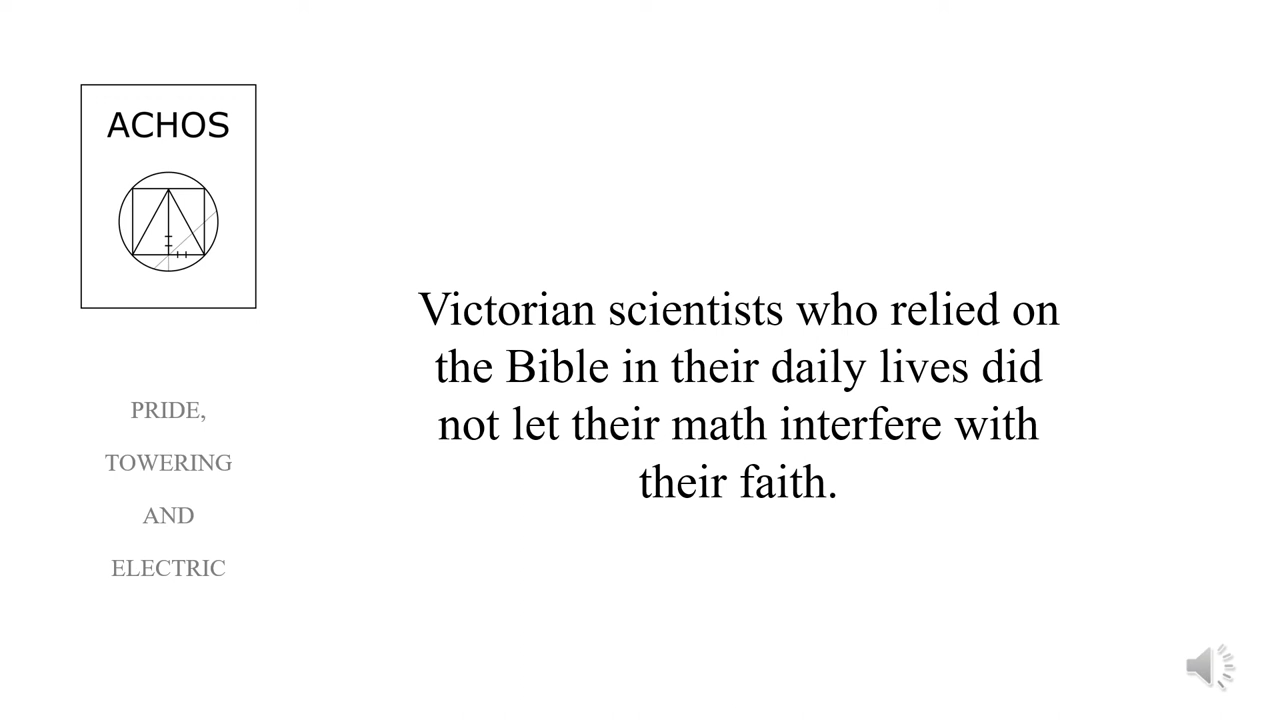 ACHOS
PRIDE,
TOWERING
AND
ELECTRIC
Victorian scientists who relied on
the Bible in their daily lives did
not let their math interfere with
their faith.